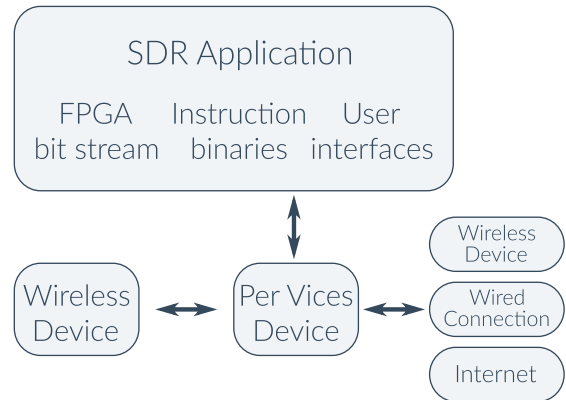 SDR Application
FPGA
bit stream
Instruction
binaries
User
interfaces
Wireless
Device
Per Vices
Device
Wireless
Device
Wired
Connection
Internet